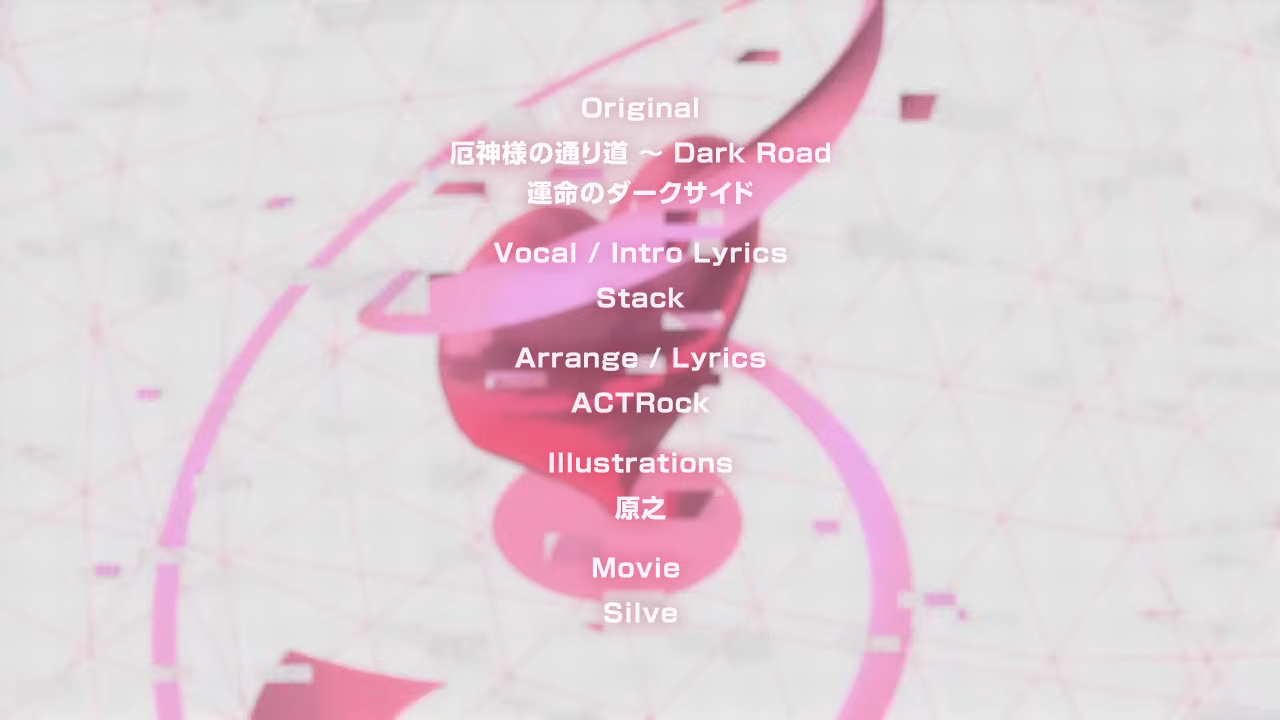 Original
厄神様の通り道 ～ Dark Road
運命のダークサイド
Vocal / Intro Lyrics
Stack
Arrange / Lyrics
ACTRock
Illustrations
原之
Movie
Silve